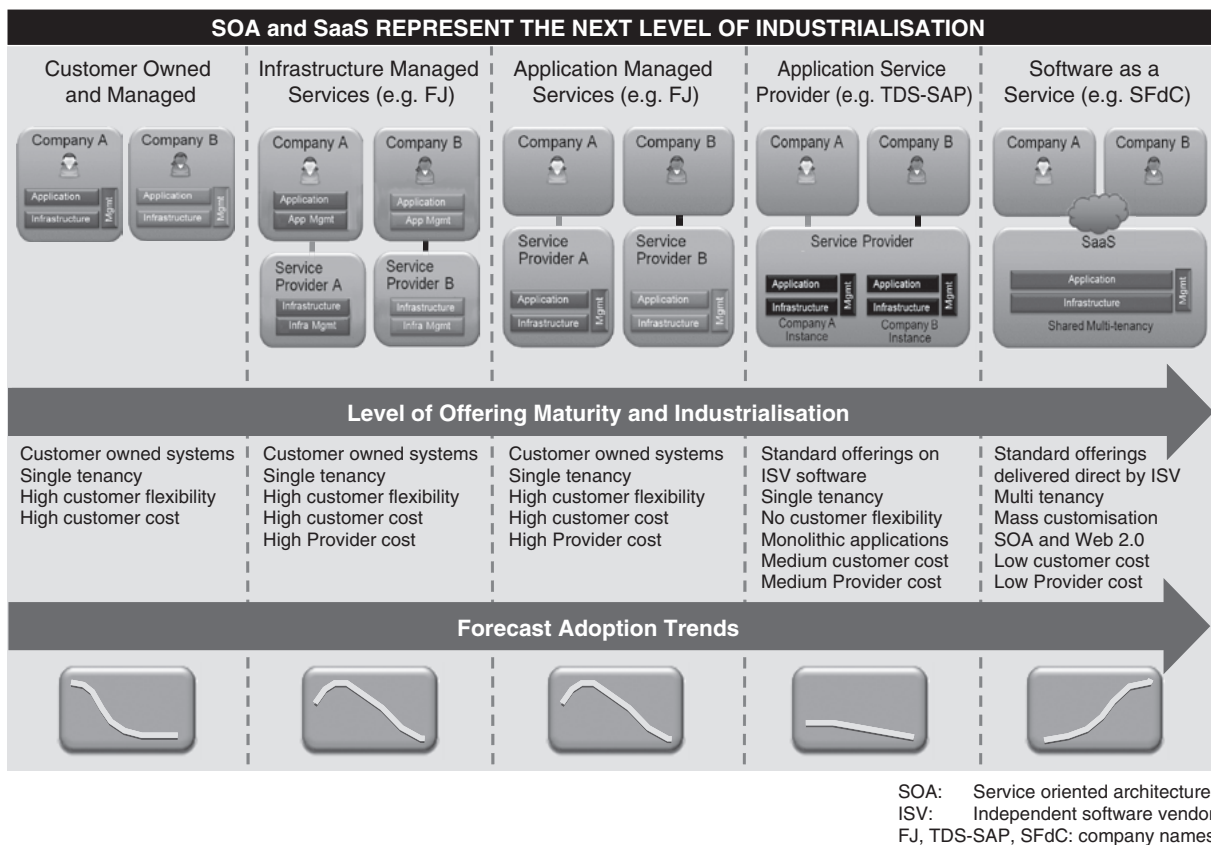 SOA and SaaS REPRESENT THE NEXT LEVEL OF INDUSTRIALISATION
Customer Owned
and Managed
Company A
Application
Infrastructure
Mgmt
Company B
Application
Infrastructure
Mgmt
Infrastructure Managed
Services (e.g. FJ)
Company A
Application
App Mgmt
Company B
Application
App Mgmt
Service
Provider A
Infrastructure
Infra Mgmt
Service
Provider B
Infrastructure
Infra Mgmt
Application Managed
Services (e.g. FJ)
Company A
Company B
Service
Provider A
Application
Infrastructure
Mgmt
Service
Provider B
Application
Infrastructure
Mgmt
Application Service
Provider (e.g. TDS-SAP)
Company A
Company B
Service Provider
Application
Infrastructure
Mgmt
Company A
Instance
Application
Infrastructure
Mgmt
Company B
Instance
Software as a
Service (e.g. SFdC)
Company A
Company B
SaaS
Application
Infrastructure
Mgmt
Shared Multi-tenancy
Level of Offering Maturity and Industrialisation
Customer owned systems
Single tenancy
High customer flexibility
High customer cost
Customer owned systems
Single tenancy
High customer flexibility
High customer cost
High Provider cost
Customer owned systems
Single tenancy
High customer flexibility
High customer cost
High Provider cost
Standard offerings on
ISV software
Single tenancy
No customer flexibility
Monolithic applications
Medium customer cost
Medium Provider cost
Standard offerings
delivered direct by ISV
Multi tenancy
Mass customisation
SOA and Web 2.0
Low customer cost
Low Provider cost
Forecast Adoption Trends
SOA: Service oriented architecture
ISV: Independent software vendor
FJ, TDS-SAP, SFdC: company names